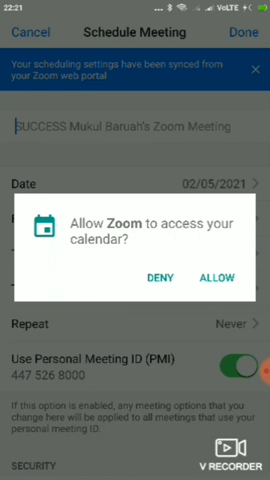 22:21
VoLTE
Cancel Schedule Meeting Done
Your scheduling settings have been synced from
your Zoom web portal
SUCCESS Mukul Baruah's Zoom Meeting
Date 02/05/2021
Allow Zoom to access your
calendar?
DENY ALLOW
Repeat Never
Use Personal Meeting ID (PMI)
447 526 8000
If this option is enabled, any meeting options that you
change here will be applied to all meetings that use your
personal meeting ID.
SECURITY
V RECORDER